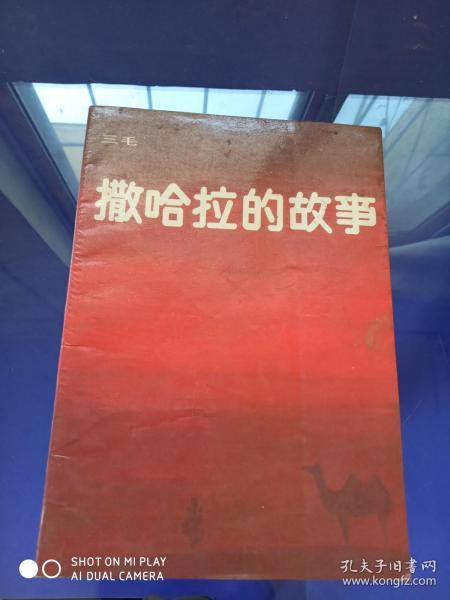 三毛
撒哈拉的故事
SHOT ON MI PLAY
AI DUAL CAMERA
孔夫子旧书网
www.kongfz.com